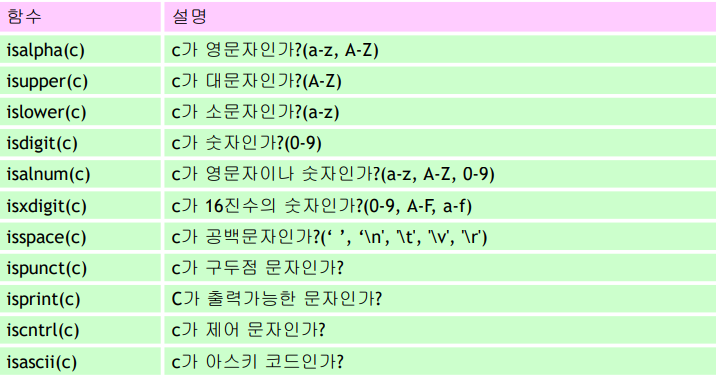 함수 설명
isalpha(c) c가 영문자인가?(a-z, A-Z)
isupper(c) c가 대문자인가?(A-Z)
islower(c) c가 소문자인가?(a-z)
isdigit(c) c가 숫자인가?(0-9)
isalnum(c) c가 영문자이나 숫자인가?(a-z, A-Z, 0-9)
isxdigit(c) c가 16진수의 숫자인가?(0-9, A-F, a-f)
isspace(c) c가 공백문자인가?(‘ ’, ‘\n', '\t', '\v', '\r')
ispunct(c) c가 구두점 문자인가?
isprint(c) C가 출력가능한 문자인가?
iscntrl(c) c가 제어 문자인가?
isascii(c) c가 아스키 코드인가?